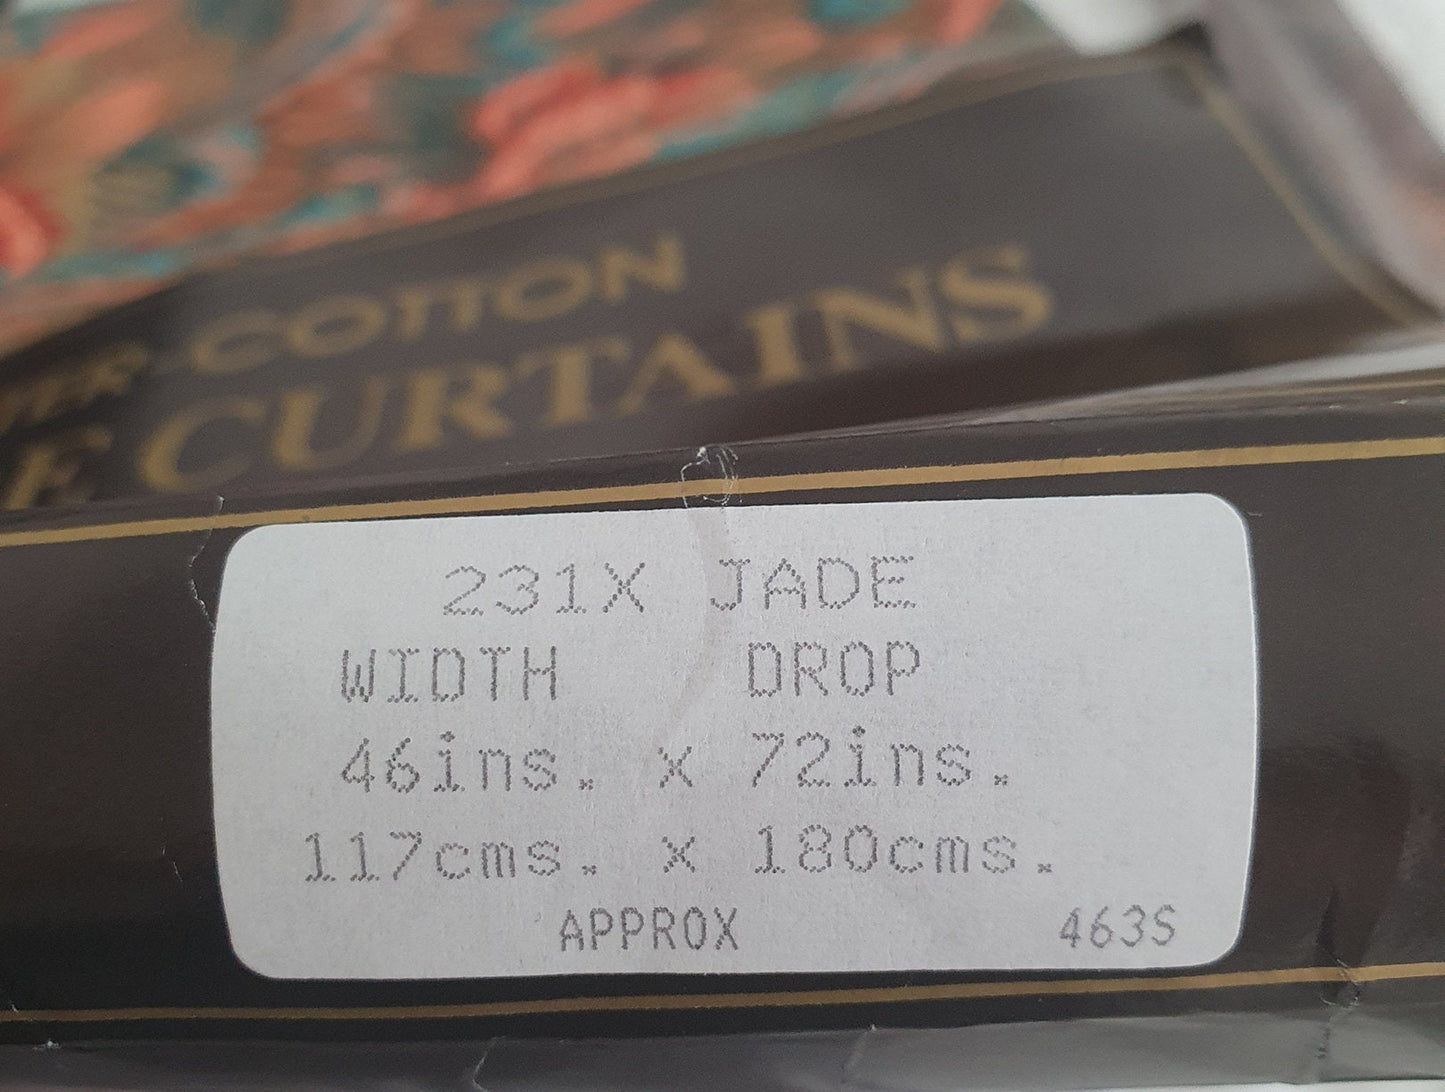 COTTON
CURTAINS
231X JADE
WIDTH DROP
46ins. x 72ins.
117cms. x 180cms.
APPROX 463S